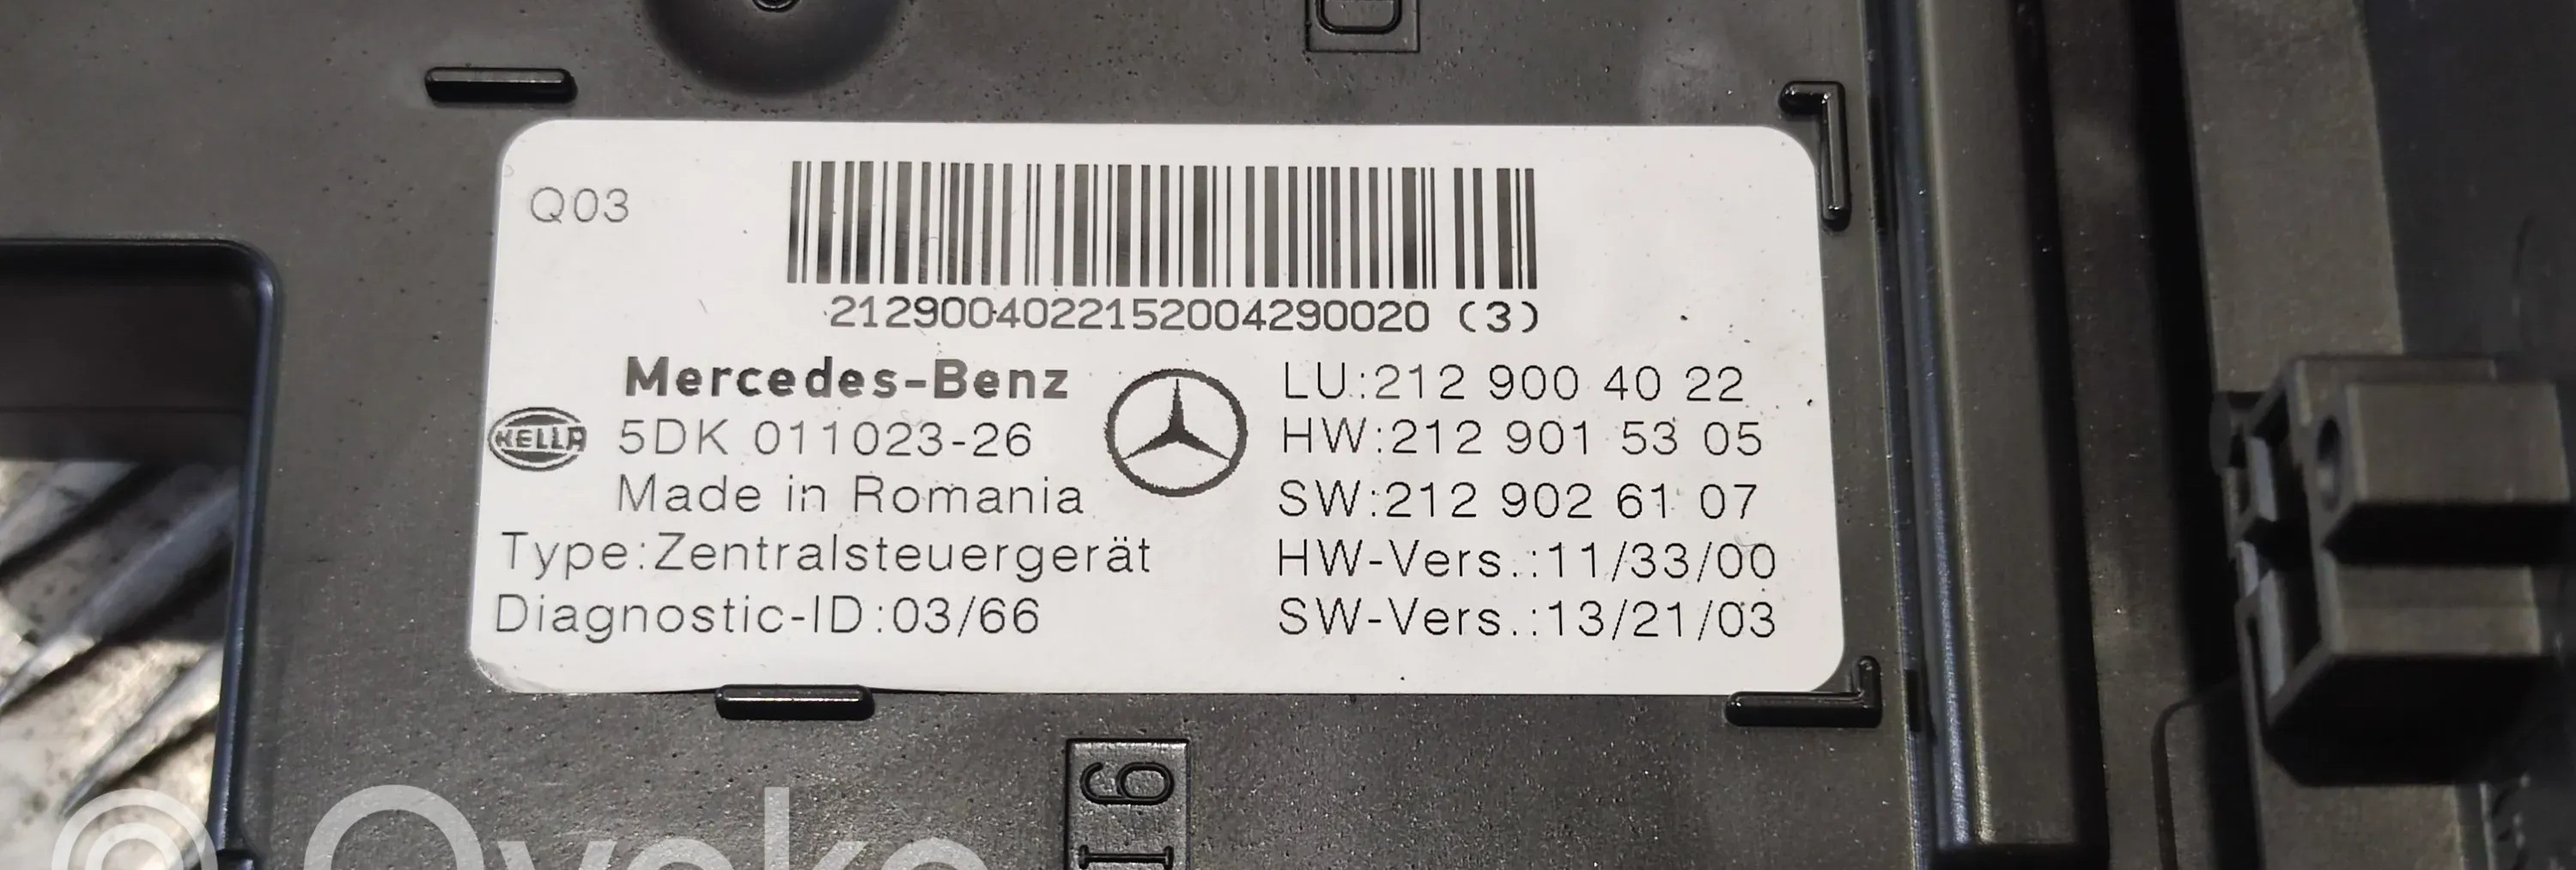 Q03
2129004022152004290020 (3)
Mercedes-Benz
HELLA
5DK 011023-26
Made in Romania
Type:Zentralsteuergerät
Diagnostic-ID:03/66
LU:212 900 40 22
HW:212 901 53 05
SW:212 902 61 07
HW-Vers.:11/33/00
SW-Vers.:13/21/03